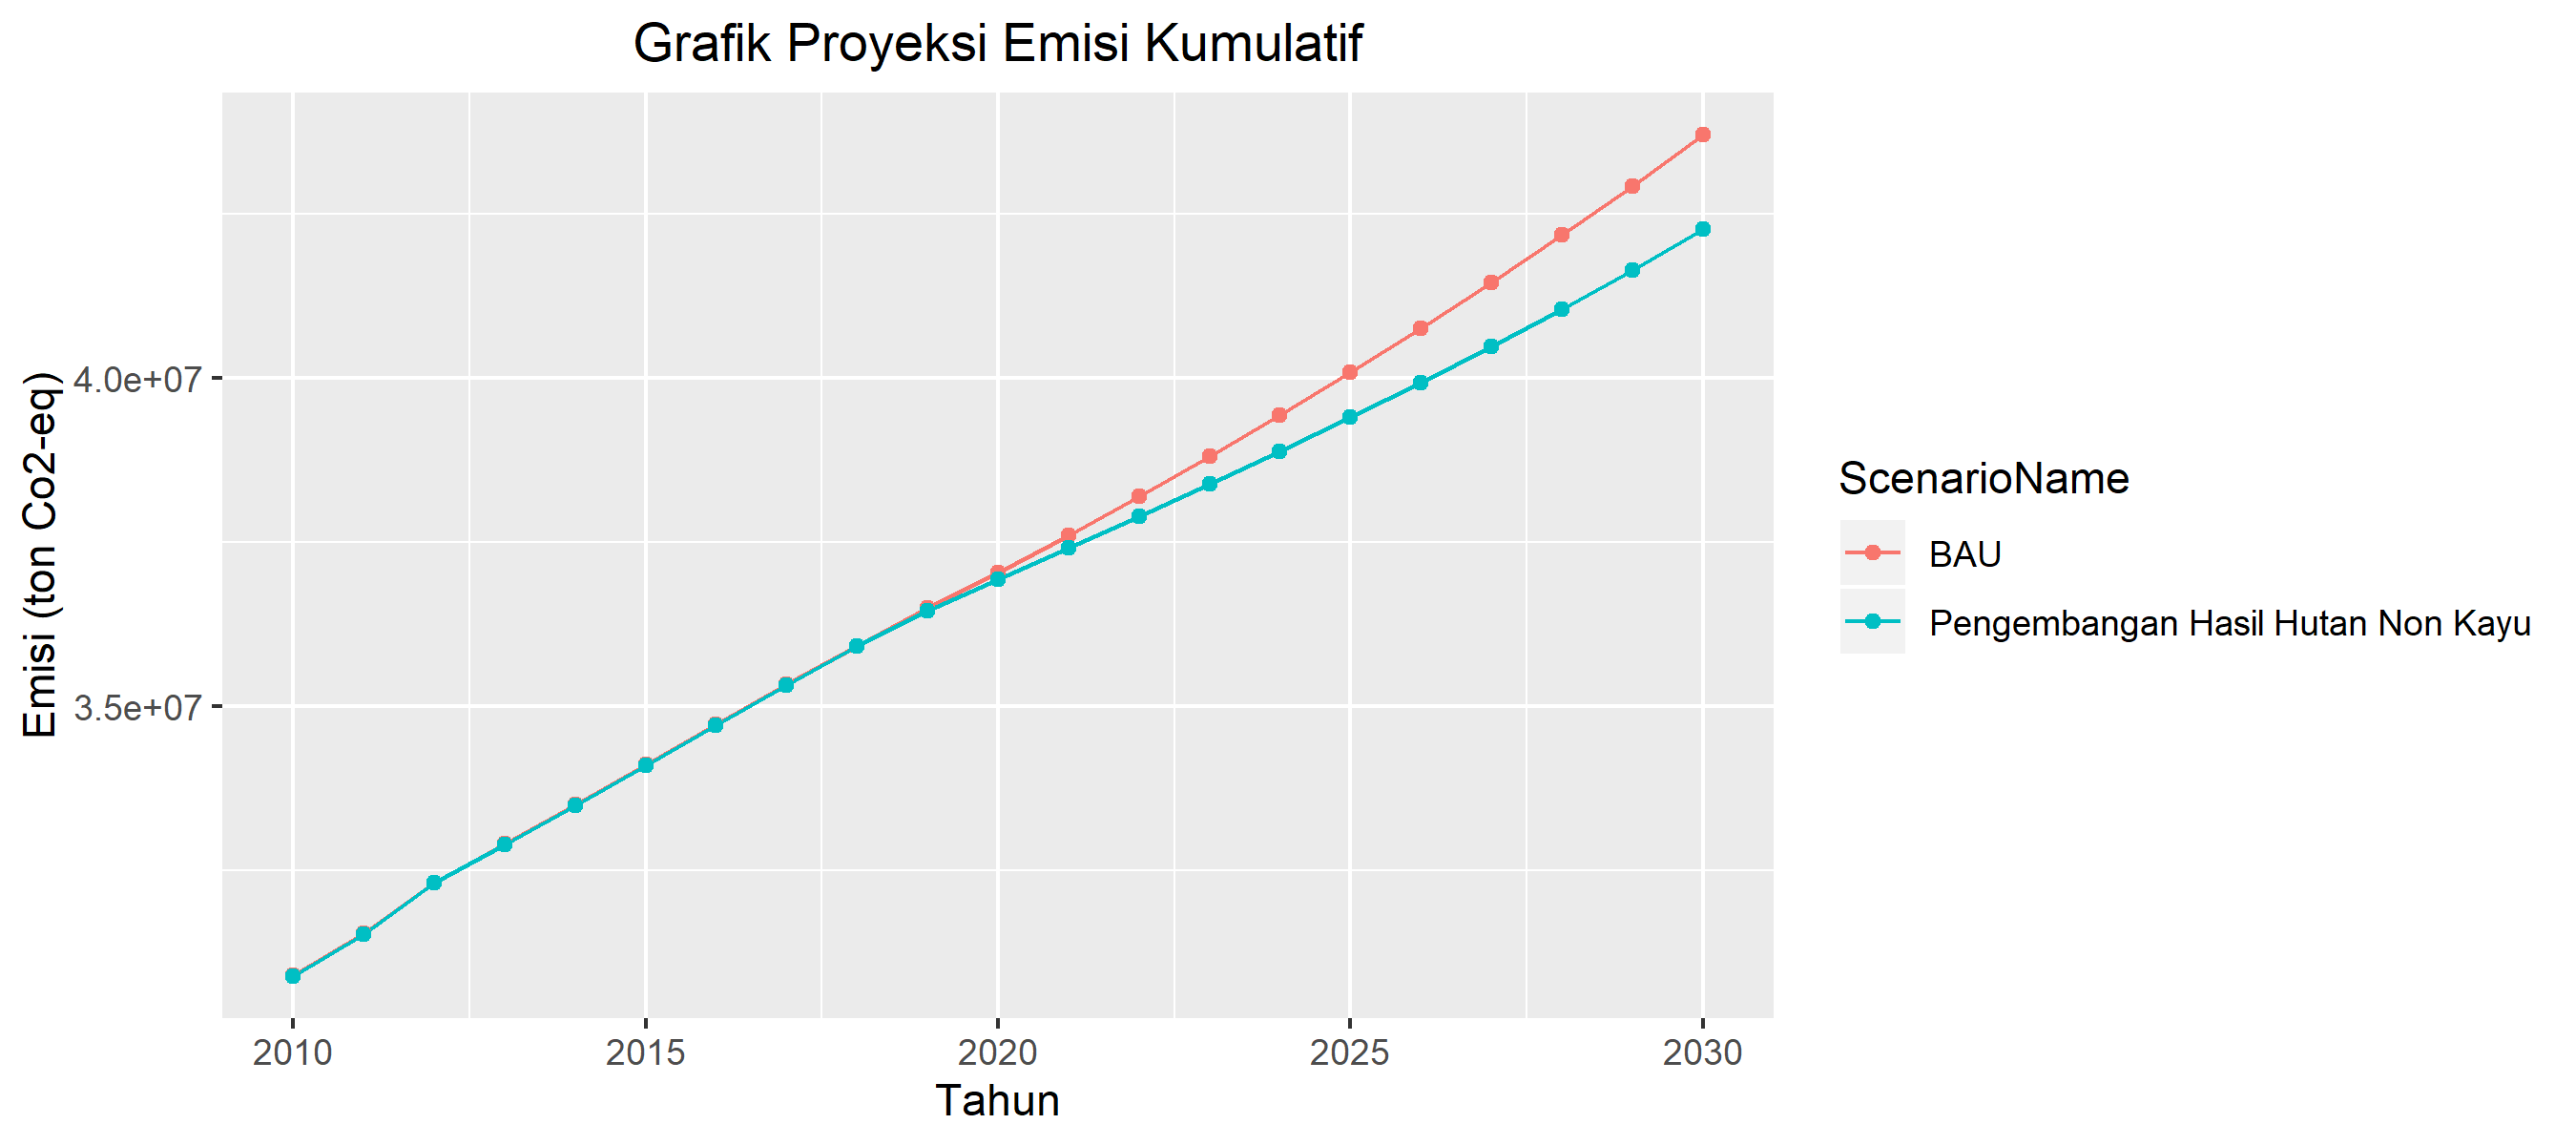 Grafik Proyeksi Emisi Kumulatif
Emisi (ton Co2-eq)
4.0e+07
3.5e+07
2010
2015
2020
2025
2030
Tahun
ScenarioName
BAU
Pengembangan Hasil Hutan Non Kayu